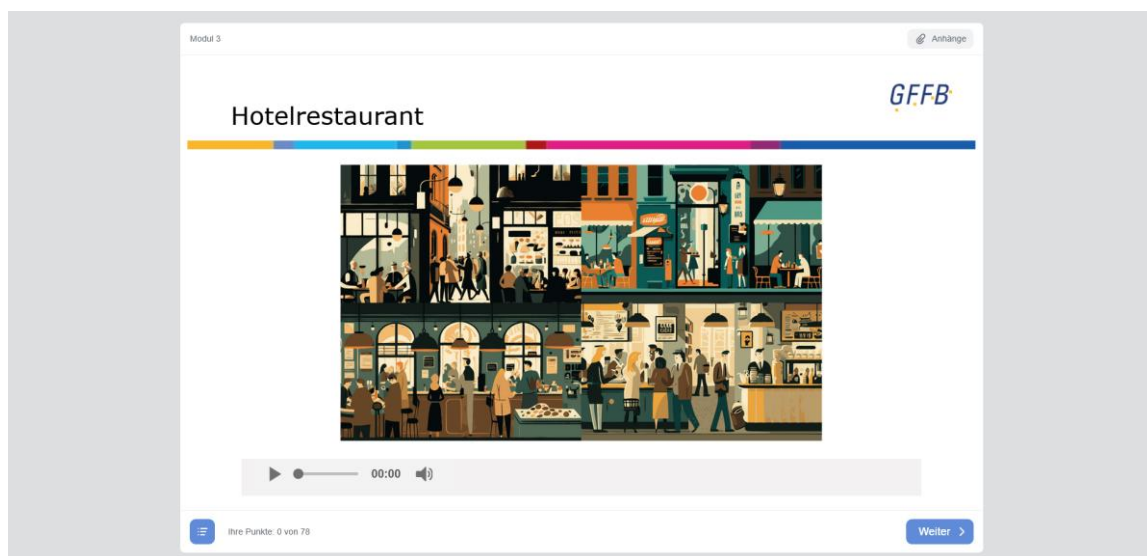 Modul 3
Anhänge
GFFB
Hotelrestaurant
00:00
Ihre Punkte: 0 von 78
Weiter